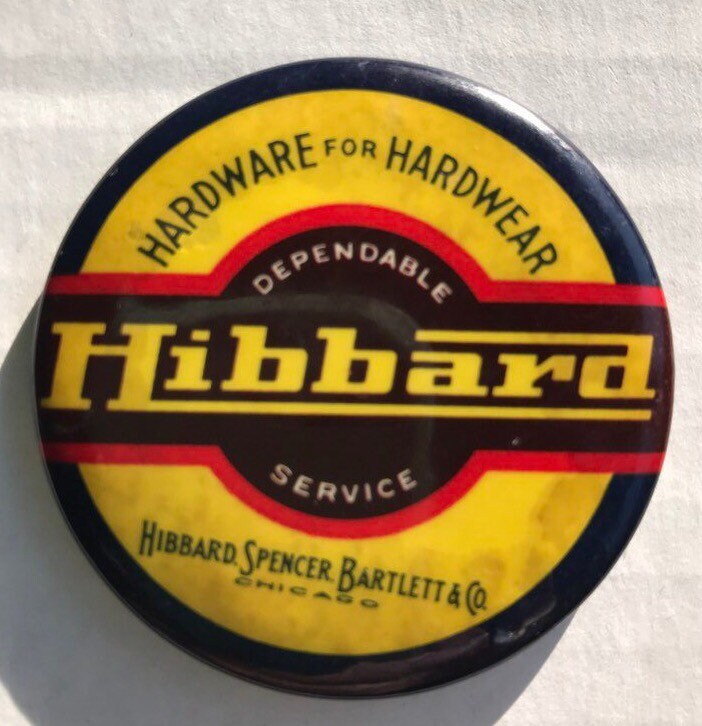 HARDWARE FOR HARDWEAR
DEPENDABLE
Hibbard
SERVICE
HIBBARD, SPENCER, BARTLETT & CO.
CHICAGO